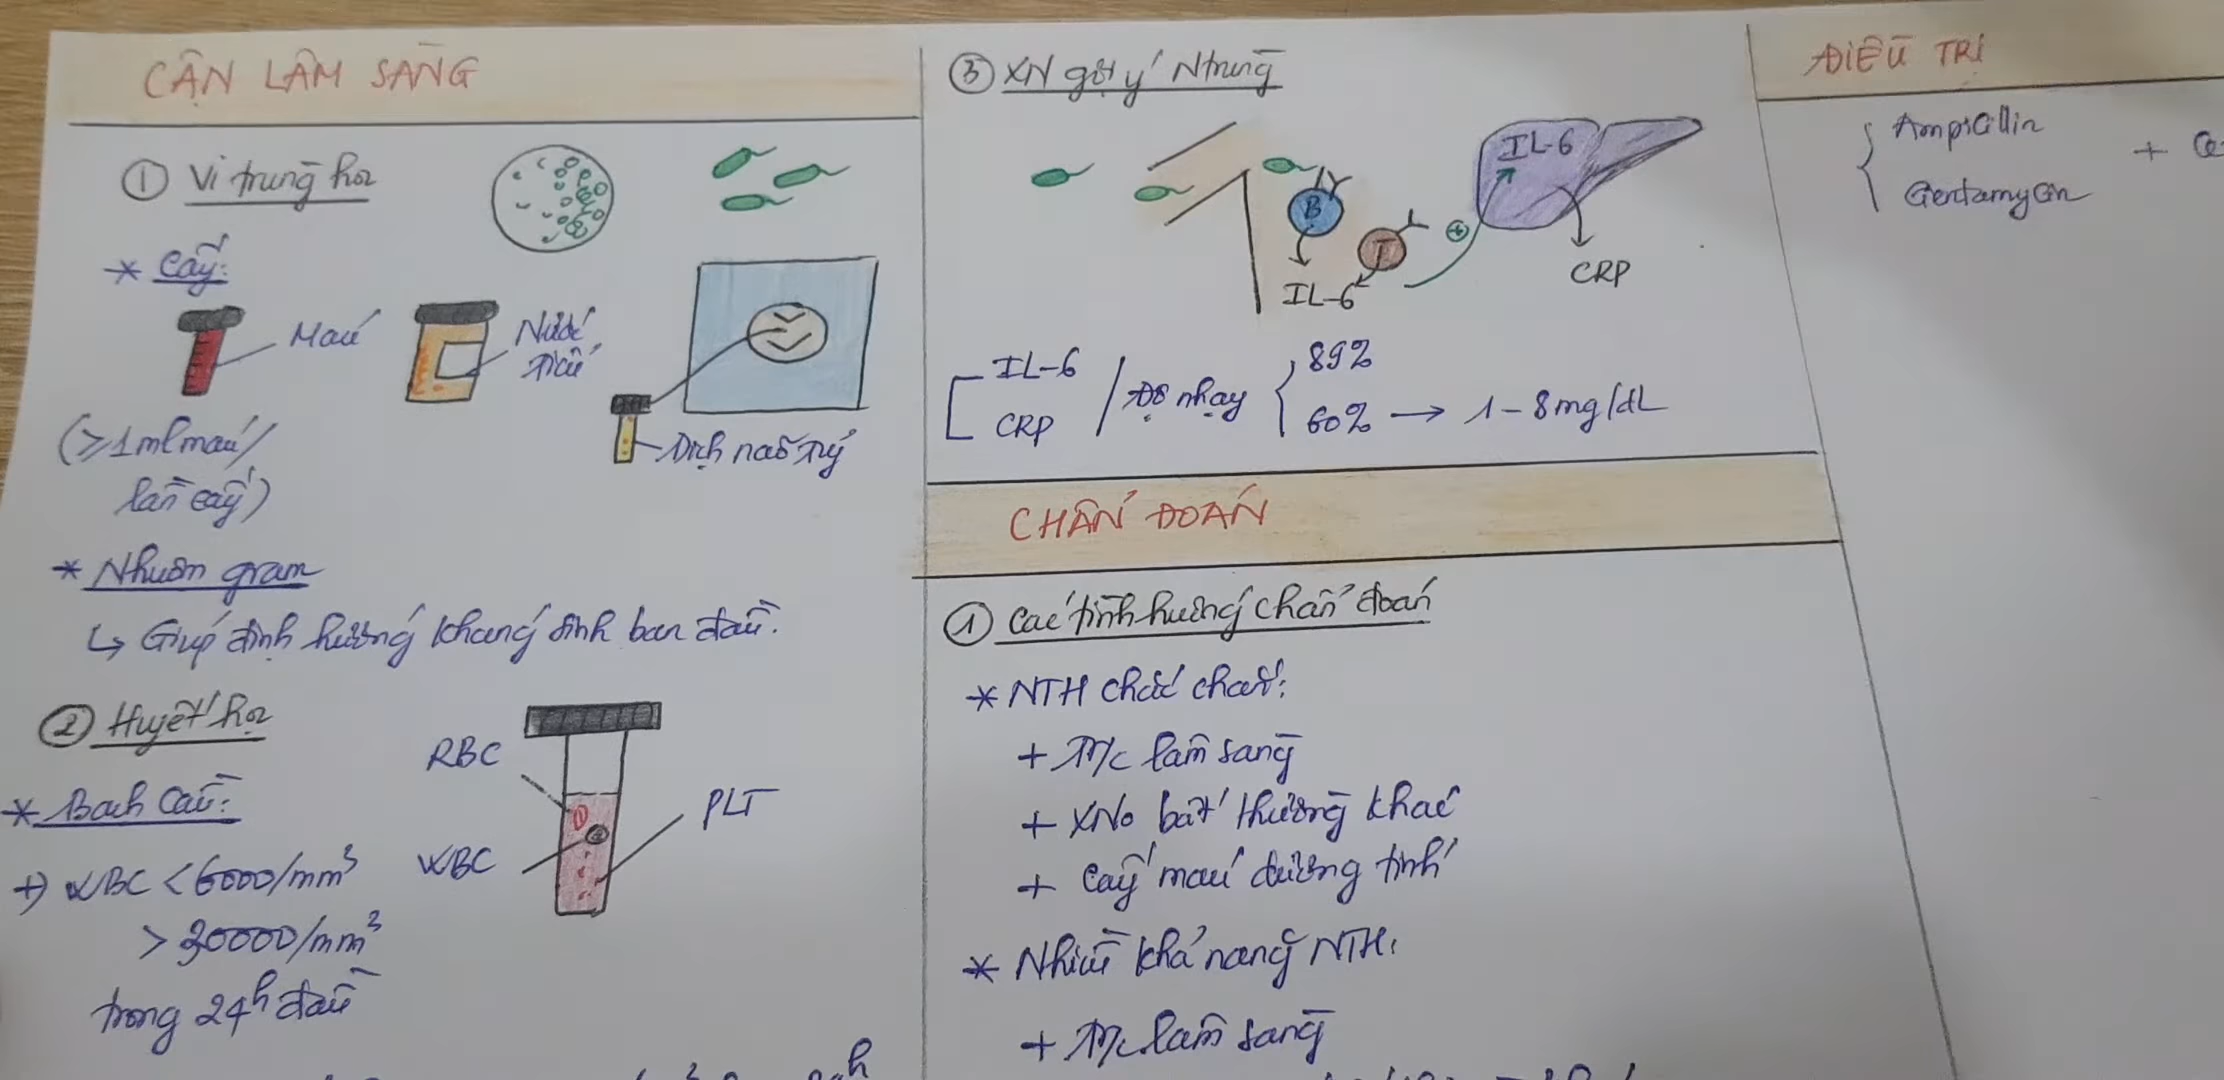 CẬN LÂM SÀNG
① Vi trùng học
* Cấy:
Máu
Nước
tiểu
Dịch não tủy
(≥1ml máu/
lần cấy)
* Nhuộm gram
↳ Giúp định hướng kháng sinh ban đầu.
② Huyết học
RBC
WBC
PLT
* Bạch cầu:
+) WBC < 6000/mm³
> 30000/mm³
trong 24h đầu
③ XN gợi ý Ntrùng
B
T
IL-6
IL-6
CRP
IL-6
CRP
/ Độ nhạy
89%
60% → 1-8mg/dL
CHẨN ĐOÁN
① Các tình huống chẩn đoán
* NTH chắc chắn:
+ T/c lâm sàng
+ XNo bất thường khác
+ Cấy máu dương tính
* Nhiều khả năng NTH:
+ T/c lâm sàng
ĐIỀU TRỊ
Ampicillin
Gentamycin
+